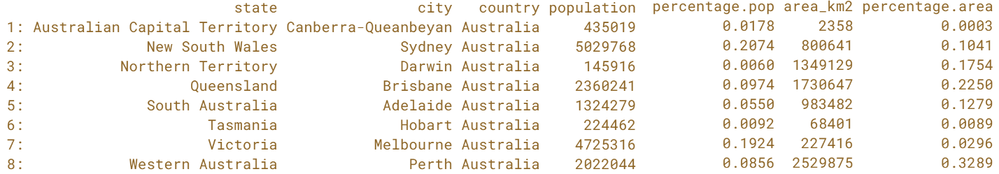 state city country population percentage.pop area_km2 percentage.area
1: Australian Capital Territory Canberra-Queanbeyan Australia 435019 0.0178 2358 0.0003
2: New South Wales Sydney Australia 5029768 0.2074 800641 0.1041
3: Northern Territory Darwin Australia 145916 0.0060 1349129 0.1754
4: Queensland Brisbane Australia 2360241 0.0974 1730647 0.2250
5: South Australia Adelaide Australia 1324279 0.0550 983482 0.1279
6: Tasmania Hobart Australia 224462 0.0092 68401 0.0089
7: Victoria Melbourne Australia 4725316 0.1924 227416 0.0296
8: Western Australia Perth Australia 2022044 0.0856 2529875 0.3289